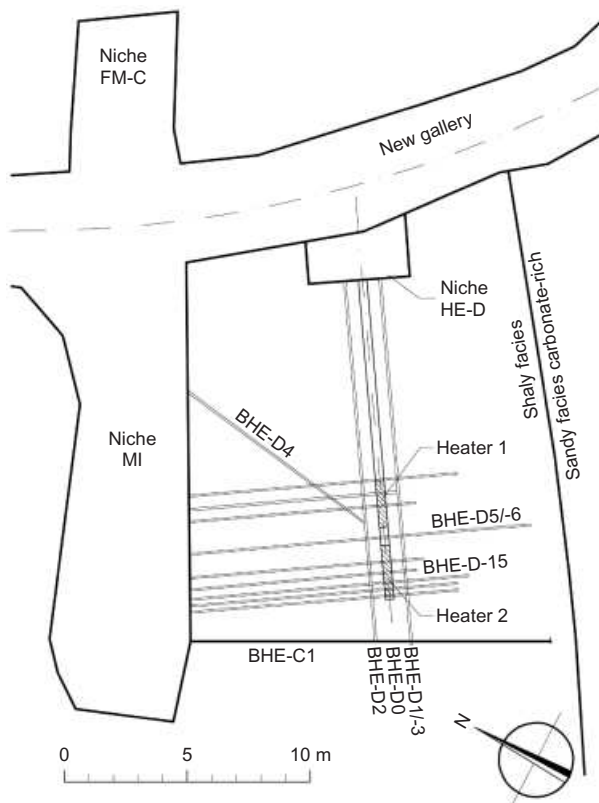 Niche
FM-C
New gallery
Niche
HE-D
Shaly facies
Sandy facies carbonate-rich
BHE-D4
Niche
MI
Heater 1
BHE-D5/-6
BHE-D-15
Heater 2
BHE-C1
BHE-D2
BHE-D0
BHE-D1/-3
N
0 5 10 m